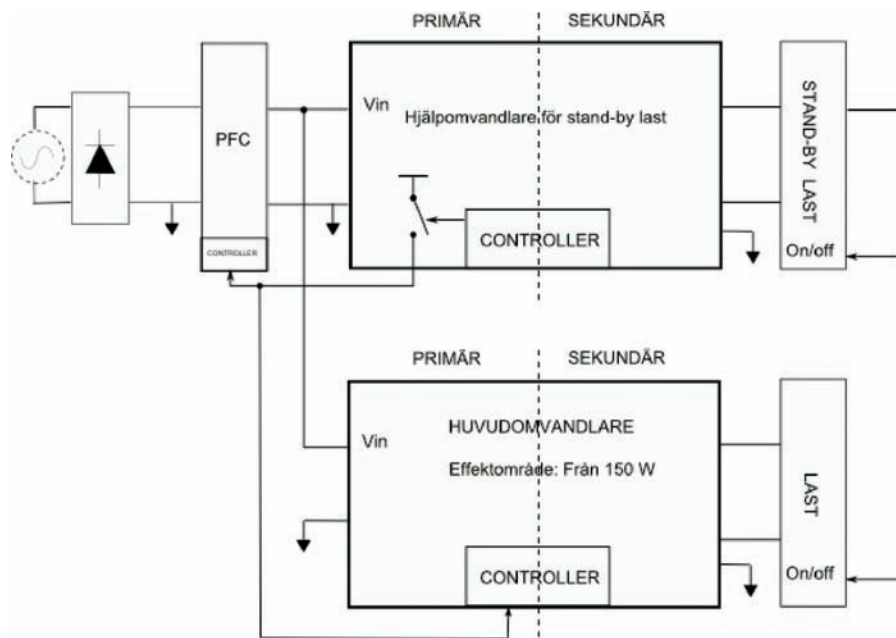 PRIMÄR
SEKUNDÄR
Vin
Hjälpomvandlare för stand-by last
PFC
CONTROLLER
CONTROLLER
STAND-BY LAST
On/off
PRIMÄR
SEKUNDÄR
HUVUDOMVANDLARE
Vin
Effektområde: Från 150 W
CONTROLLER
LAST
On/off